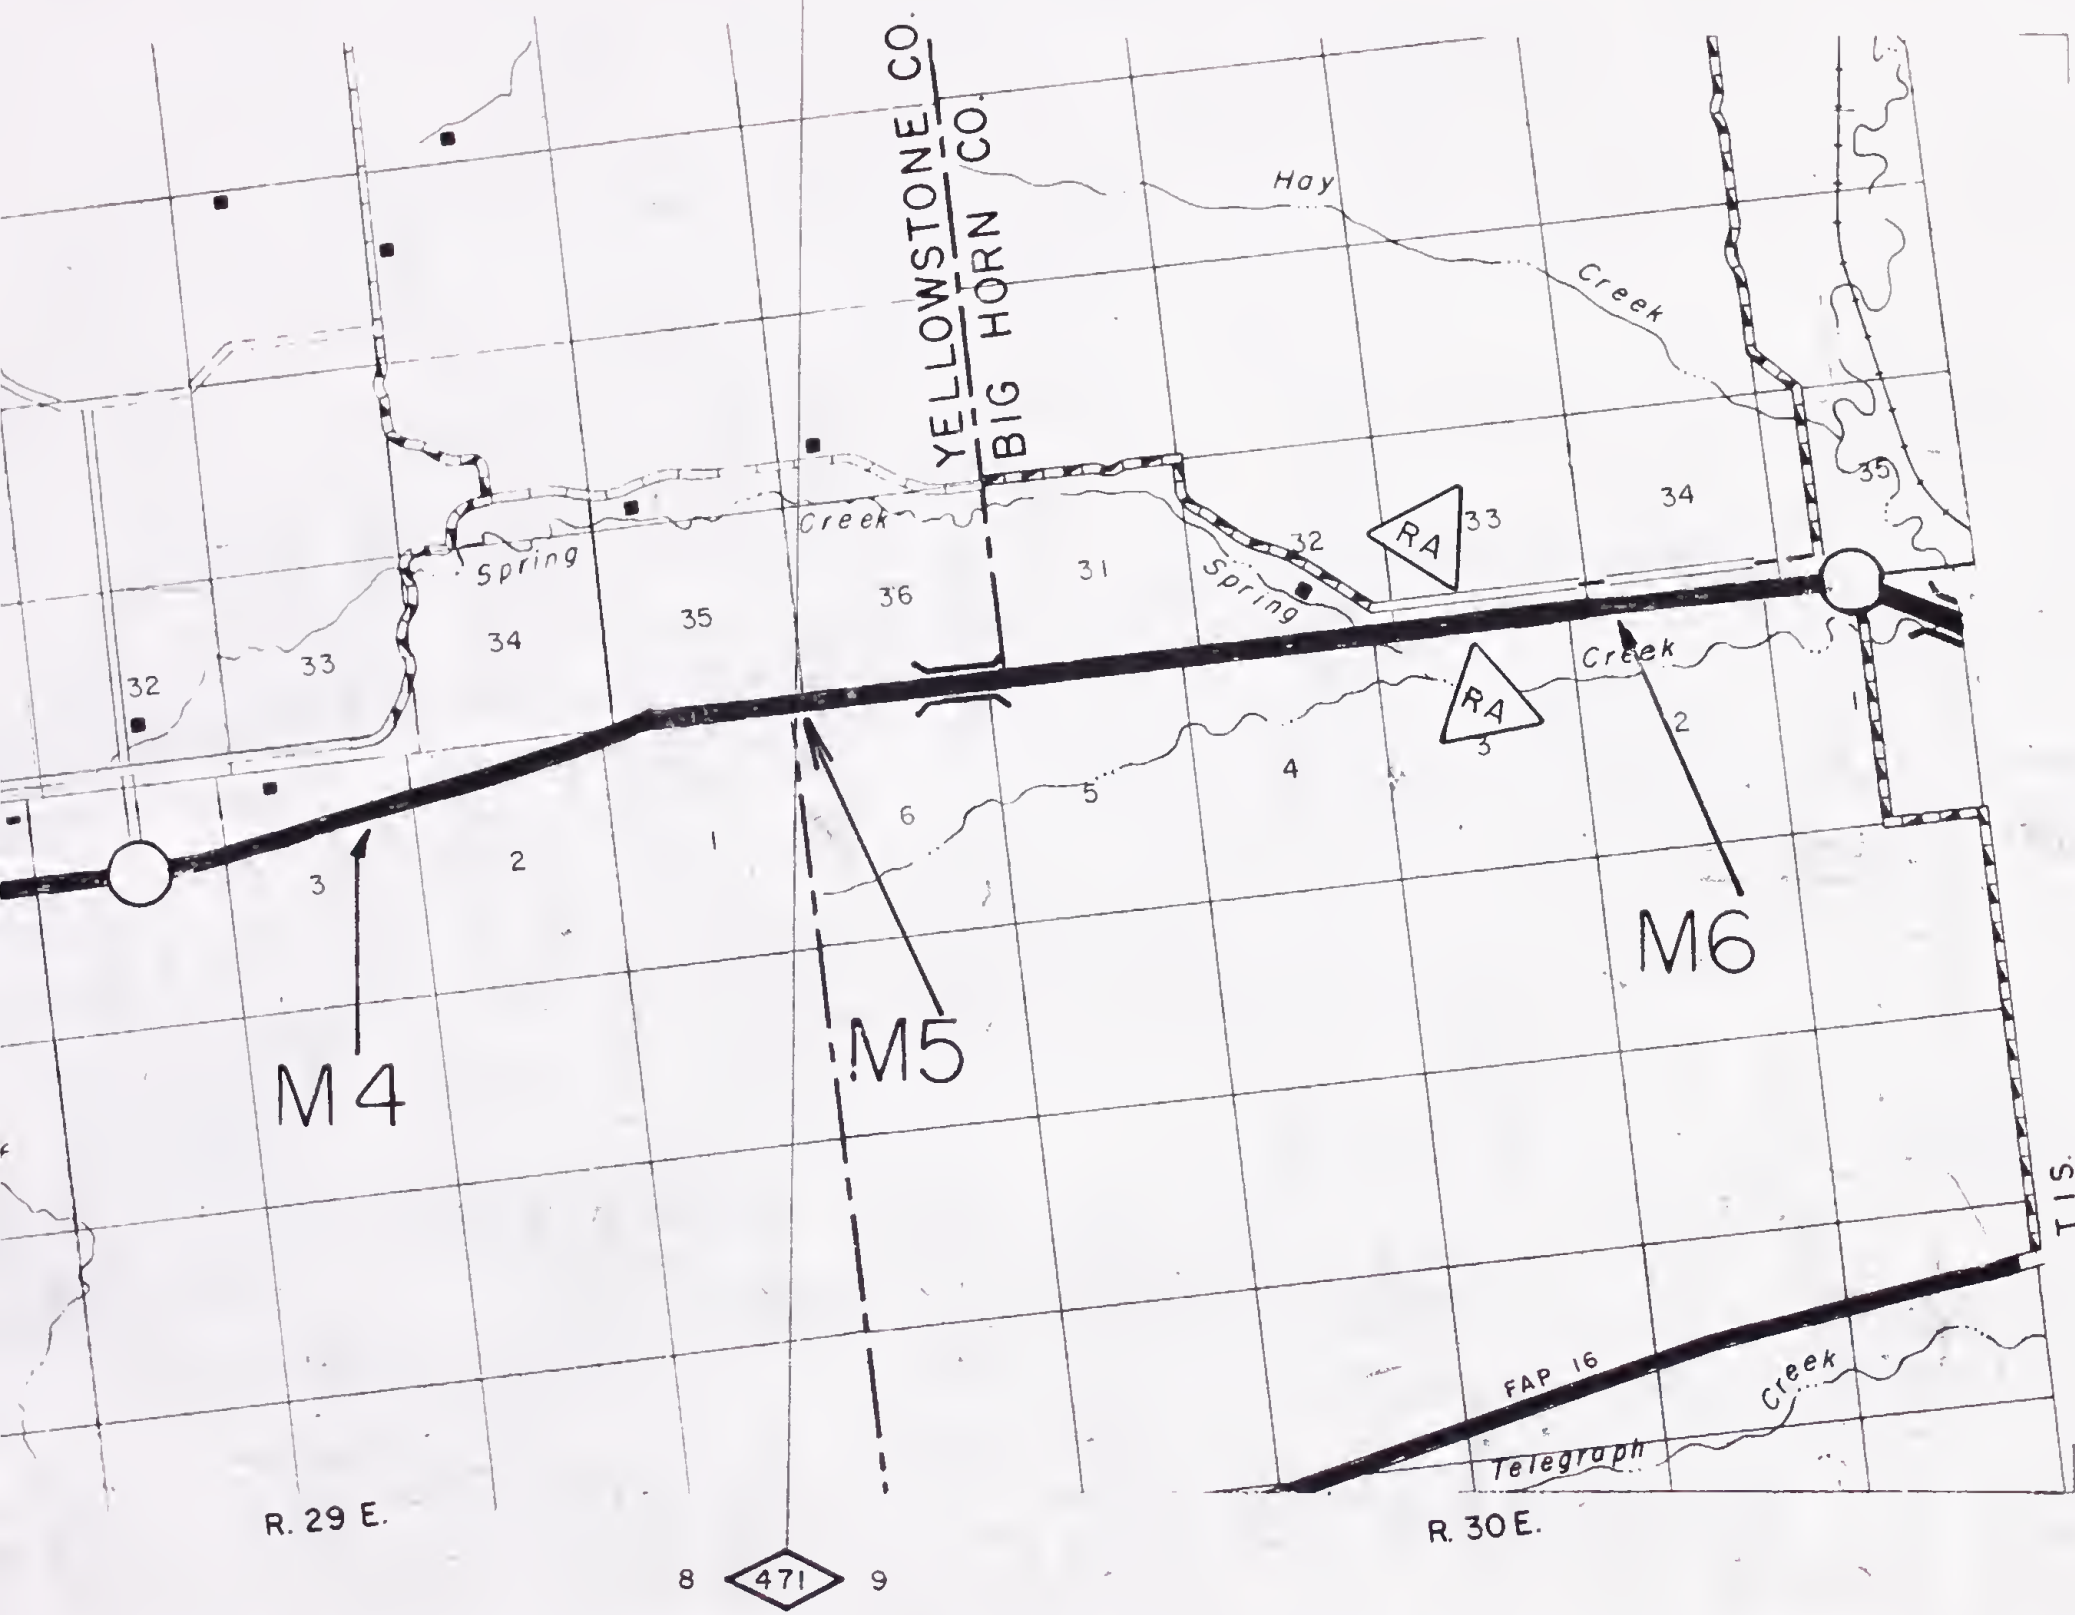 YELLOWSTONE CO.
BIG HORN CO.
Hay
Creek
35
34
33
RA
32
31
Creek
Spring
Spring
36
35
34
33
32
Creek
RA
1
2
3
4
5
6
1
2
3
M4
M5
M6
T I S.
FAP 16
Creek
Telegraph
R. 29 E.
R. 30 E.
8 471 9